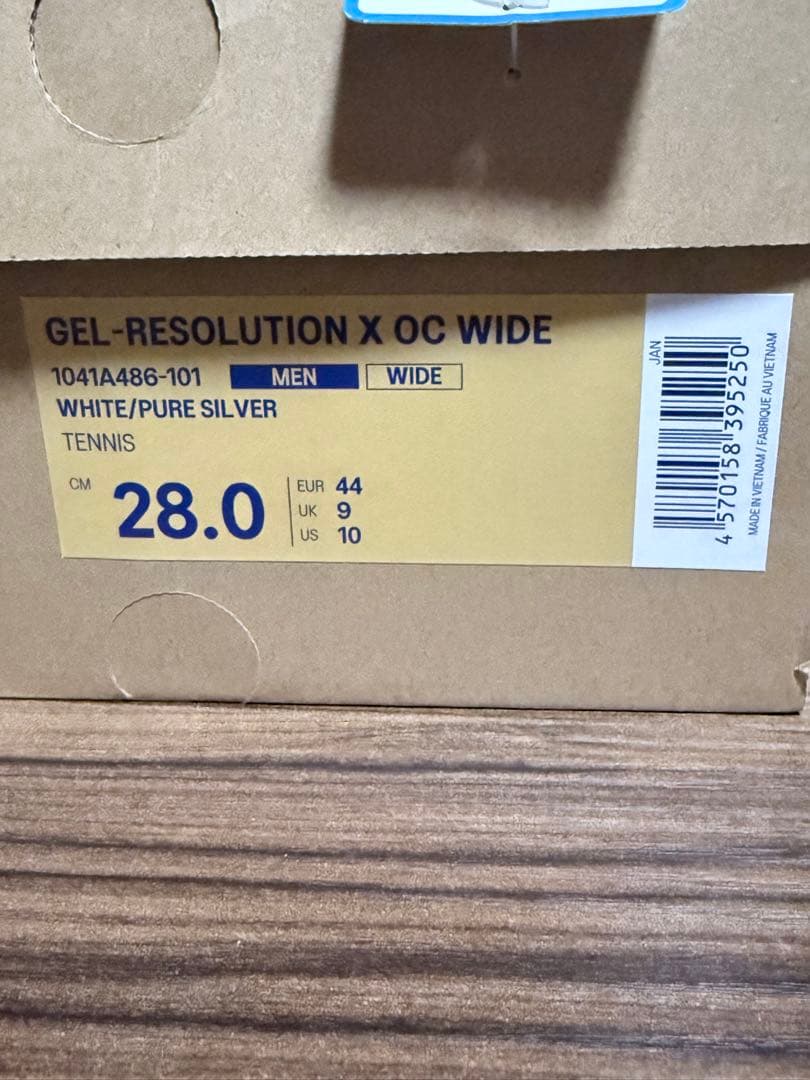 GEL-RESOLUTION X OC WIDE
1041A486-101 MEN WIDE
WHITE/PURE SILVER
TENNIS
CM 28.0
EUR 44
UK 9
US 10
JAN
4 570158 395250
MADE IN VIETNAM / FABRIQUE AU VIETNAM